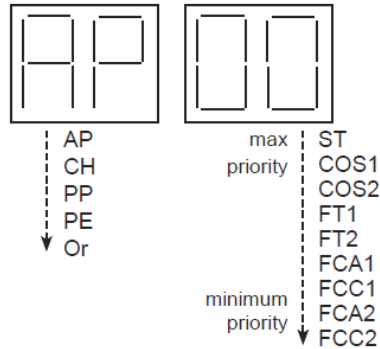 AP 00
AP
CH
PP
PE
Or
max
priority
minimum
priority
ST
COS1
COS2
FT1
FT2
FCA1
FCC1
FCA2
FCC2